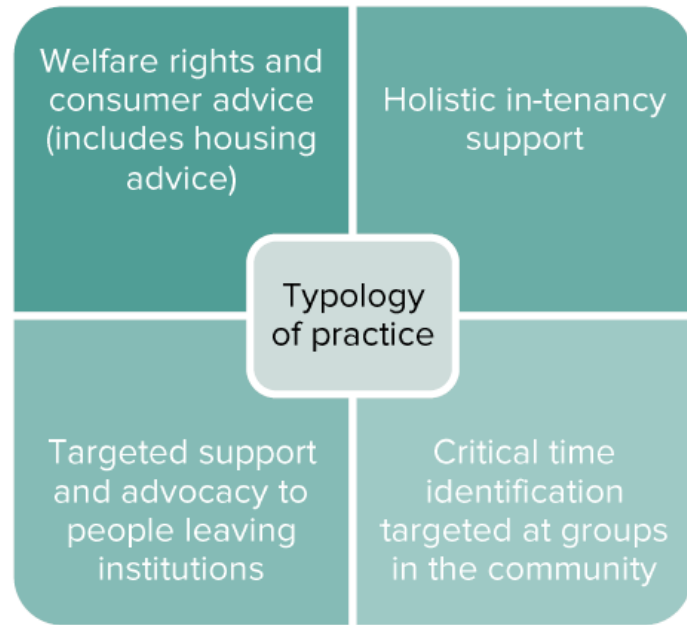 Welfare rights and
consumer advice
(includes housing
advice)
Holistic in-tenancy
support
Typology
of practice
Targeted support
and advocacy to
people leaving
institutions
Critical time
identification
targeted at groups
in the community